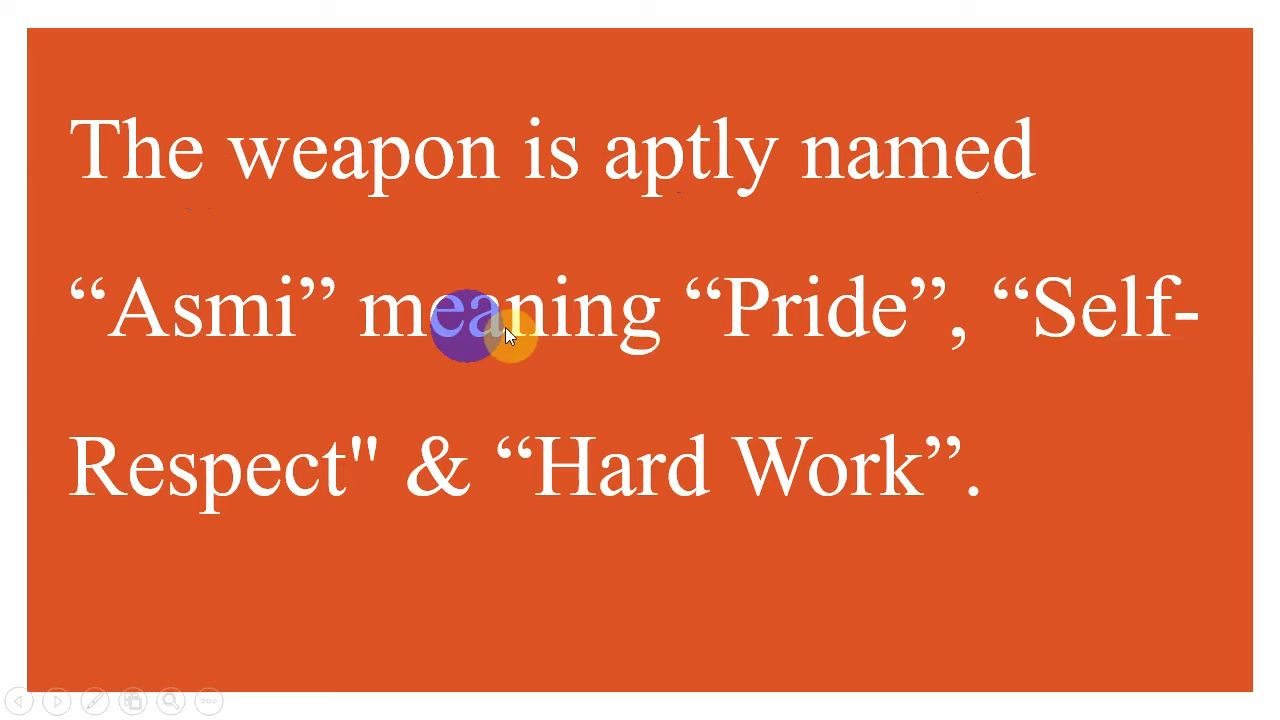 The weapon is aptly named
“Asmi” meaning “Pride”, “Self-
Respect" & “Hard Work”.